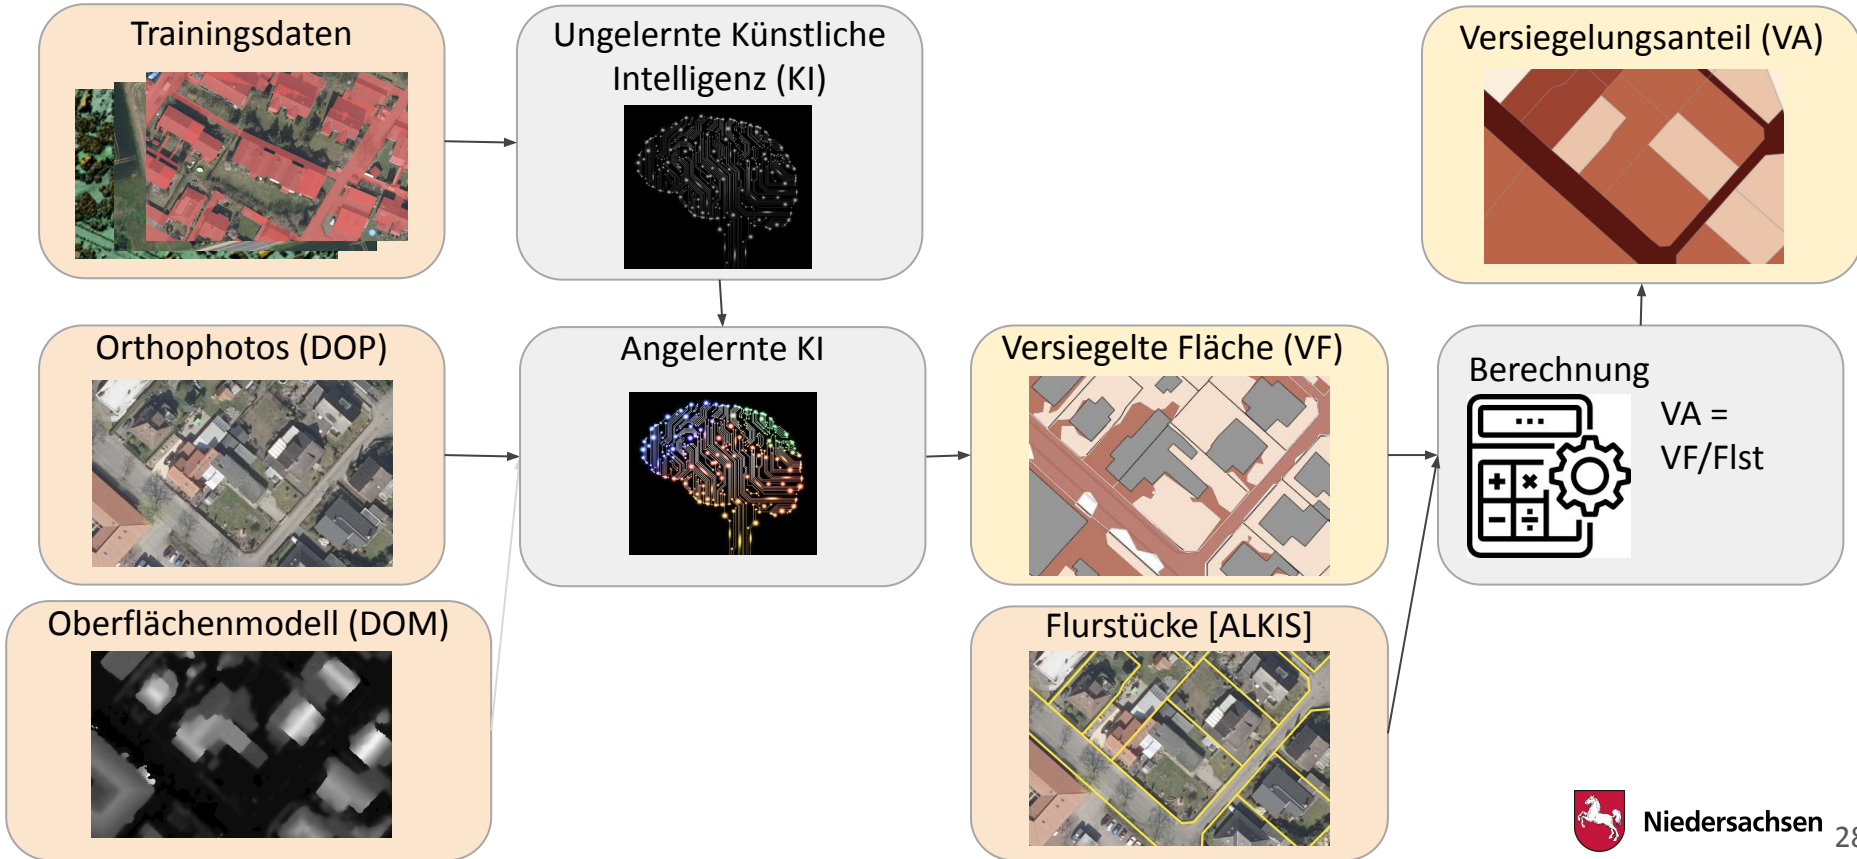 Trainingsdaten
Ungelernte Künstliche
Intelligenz (KI)
Versiegelungsanteil (VA)
Orthophotos (DOP)
Angelernte KI
Versiegelte Fläche (VF)
Berechnung
VA =
VF/Flst
Oberflächenmodell (DOM)
Flurstücke [ALKIS]
Niedersachsen
28